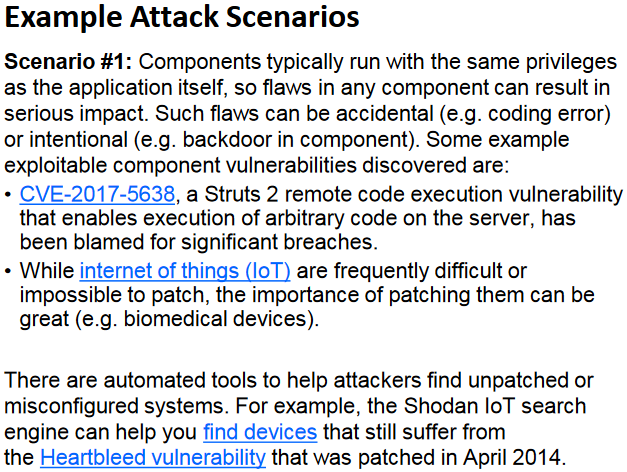 Example Attack Scenarios
Scenario #1: Components typically run with the same privileges
as the application itself, so flaws in any component can result in
serious impact. Such flaws can be accidental (e.g. coding error)
or intentional (e.g. backdoor in component). Some example
exploitable component vulnerabilities discovered are:
• CVE-2017-5638, a Struts 2 remote code execution vulnerability
that enables execution of arbitrary code on the server, has
been blamed for significant breaches.
• While internet of things (IoT) are frequently difficult or
impossible to patch, the importance of patching them can be
great (e.g. biomedical devices).
There are automated tools to help attackers find unpatched or
misconfigured systems. For example, the Shodan IoT search
engine can help you find devices that still suffer from
the Heartbleed vulnerability that was patched in April 2014.